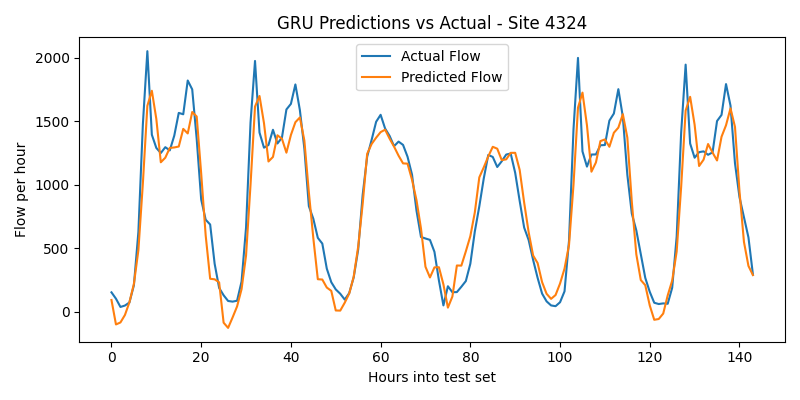 GRU Predictions vs Actual - Site 4324
Actual Flow
Predicted Flow
Flow per hour
2000
1500
1000
500
0
0 20 40 60 80 100 120 140
Hours into test set